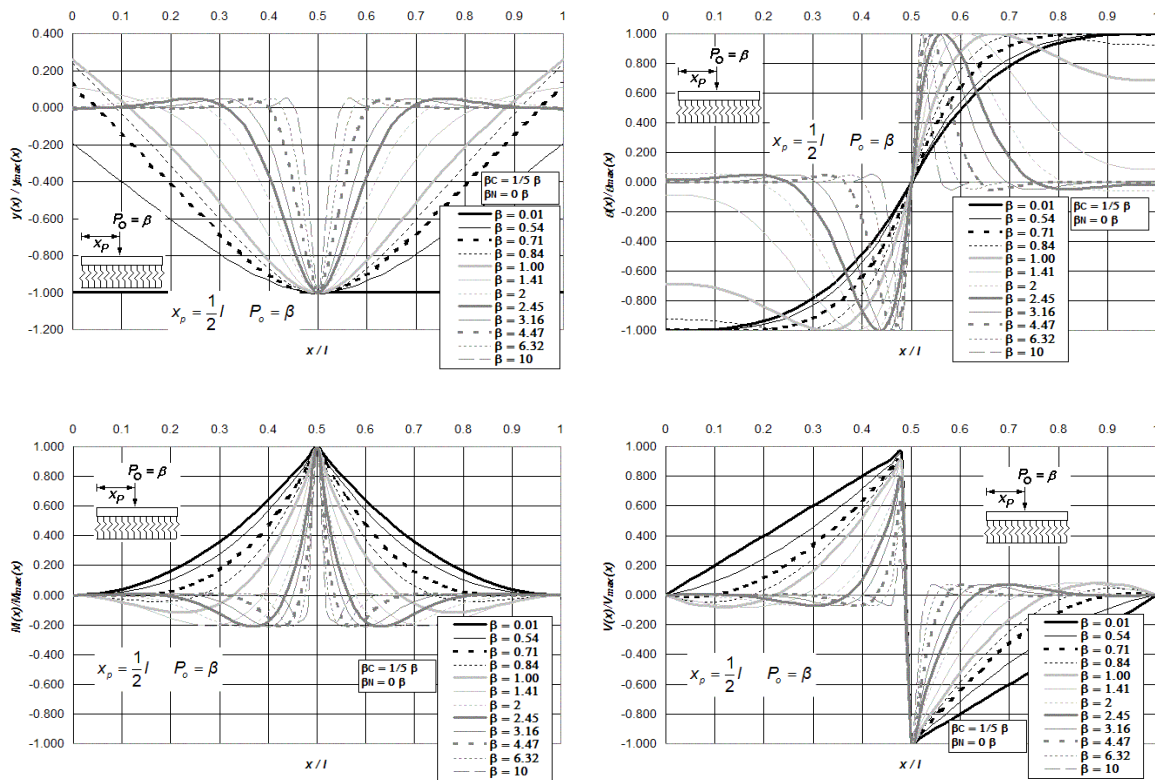 0 0.1 0.2 0.3 0.4 0.5 0.6 0.7 0.8 0.9 1
0.400
0.200
0.000
-0.200
-0.400
-0.600
-0.800
-1.000
-1.200
y(x) / ymax(x)
P₀ = β
xₚ
xₚ = 1/2 l P₀ = β
x / l
βC = 1/5 β
βN = 0 β
β = 0.01
β = 0.54
β = 0.71
β = 0.84
β = 1.00
β = 1.41
β = 2
β = 2.45
β = 3.16
β = 4.47
β = 6.32
β = 10
0 0.1 0.2 0.3 0.4 0.5 0.6 0.7 0.8 0.9 1
1.000
0.800
0.600
0.400
0.200
0.000
-0.200
-0.400
-0.600
-0.800
-1.000
P₀ = β
xₚ
xₚ = 1/2 l P₀ = β
x / l
βC = 1/5 β
βN = 0 β
β = 0.01
β = 0.54
β = 0.71
β = 0.84
β = 1.00
β = 1.41
β = 2
β = 2.45
β = 3.16
β = 4.47
β = 6.32
β = 10
0 0.1 0.2 0.3 0.4 0.5 0.6 0.7 0.8 0.9 1
1.000
0.800
0.600
0.400
0.200
0.000
-0.200
-0.400
-0.600
-0.800
-1.000
M(x)/Mmax(x)
P₀ = β
xₚ
xₚ = 1/2 l P₀ = β
x / l
βC = 1/5 β
βN = 0 β
β = 0.01
β = 0.54
β = 0.71
β = 0.84
β = 1.00
β = 1.41
β = 2
β = 2.45
β = 3.16
β = 4.47
β = 6.32
β = 10
0 0.1 0.2 0.3 0.4 0.5 0.6 0.7 0.8 0.9 1
1.000
0.800
0.600
0.400
0.200
0.000
-0.200
-0.400
-0.600
-0.800
-1.000
V(x)/Vmax(x)
P₀ = β
xₚ
xₚ = 1/2 l P₀ = β
x / l
βC = 1/5 β
βN = 0 β
β = 0.01
β = 0.54
β = 0.71
β = 0.84
β = 1.00
β = 1.41
β = 2
β = 2.45
β = 3.16
β = 4.47
β = 6.32
β = 10